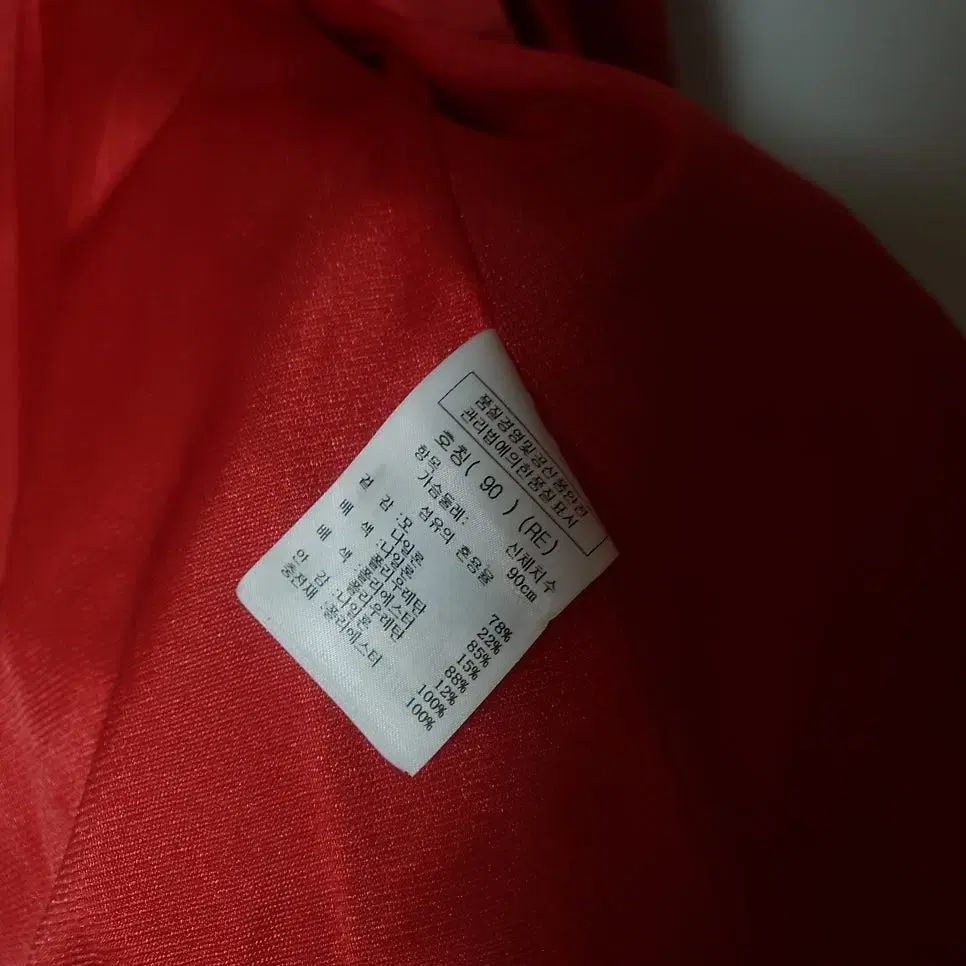 품질경영및 공산품안전
관리법에의한품질표시
호칭( 90 ) (RE)
항목 신체치수
가슴둘레: 90cm
섬유의 혼용율
겉 감 :모 78%
나일론 22%
배 색 :나일론 85%
폴리우레탄 15%
배 색 :폴리에스터 88%
폴리우레탄 12%
안 감 :나일론 100%
충전재 :폴리에스터 100%